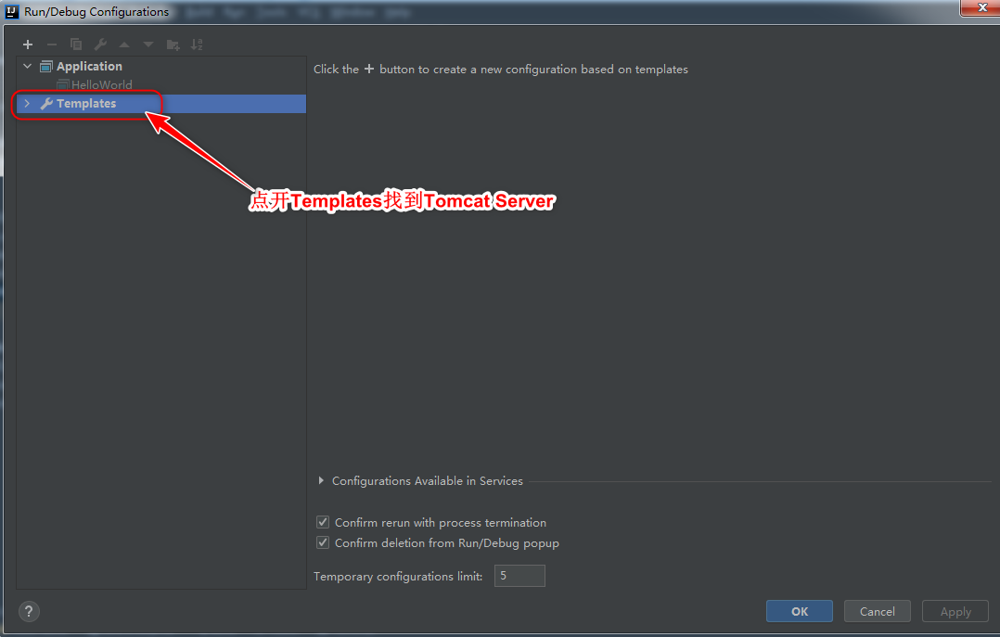 Run/Debug Configurations
Application
Click the + button to create a new configuration based on templates
HelloWorld
Templates
点开Templates找到Tomcat Server
Configurations Available in Services
Confirm rerun with process termination
Confirm deletion from Run/Debug popup
Temporary configurations limit: 5
? OK Cancel Apply